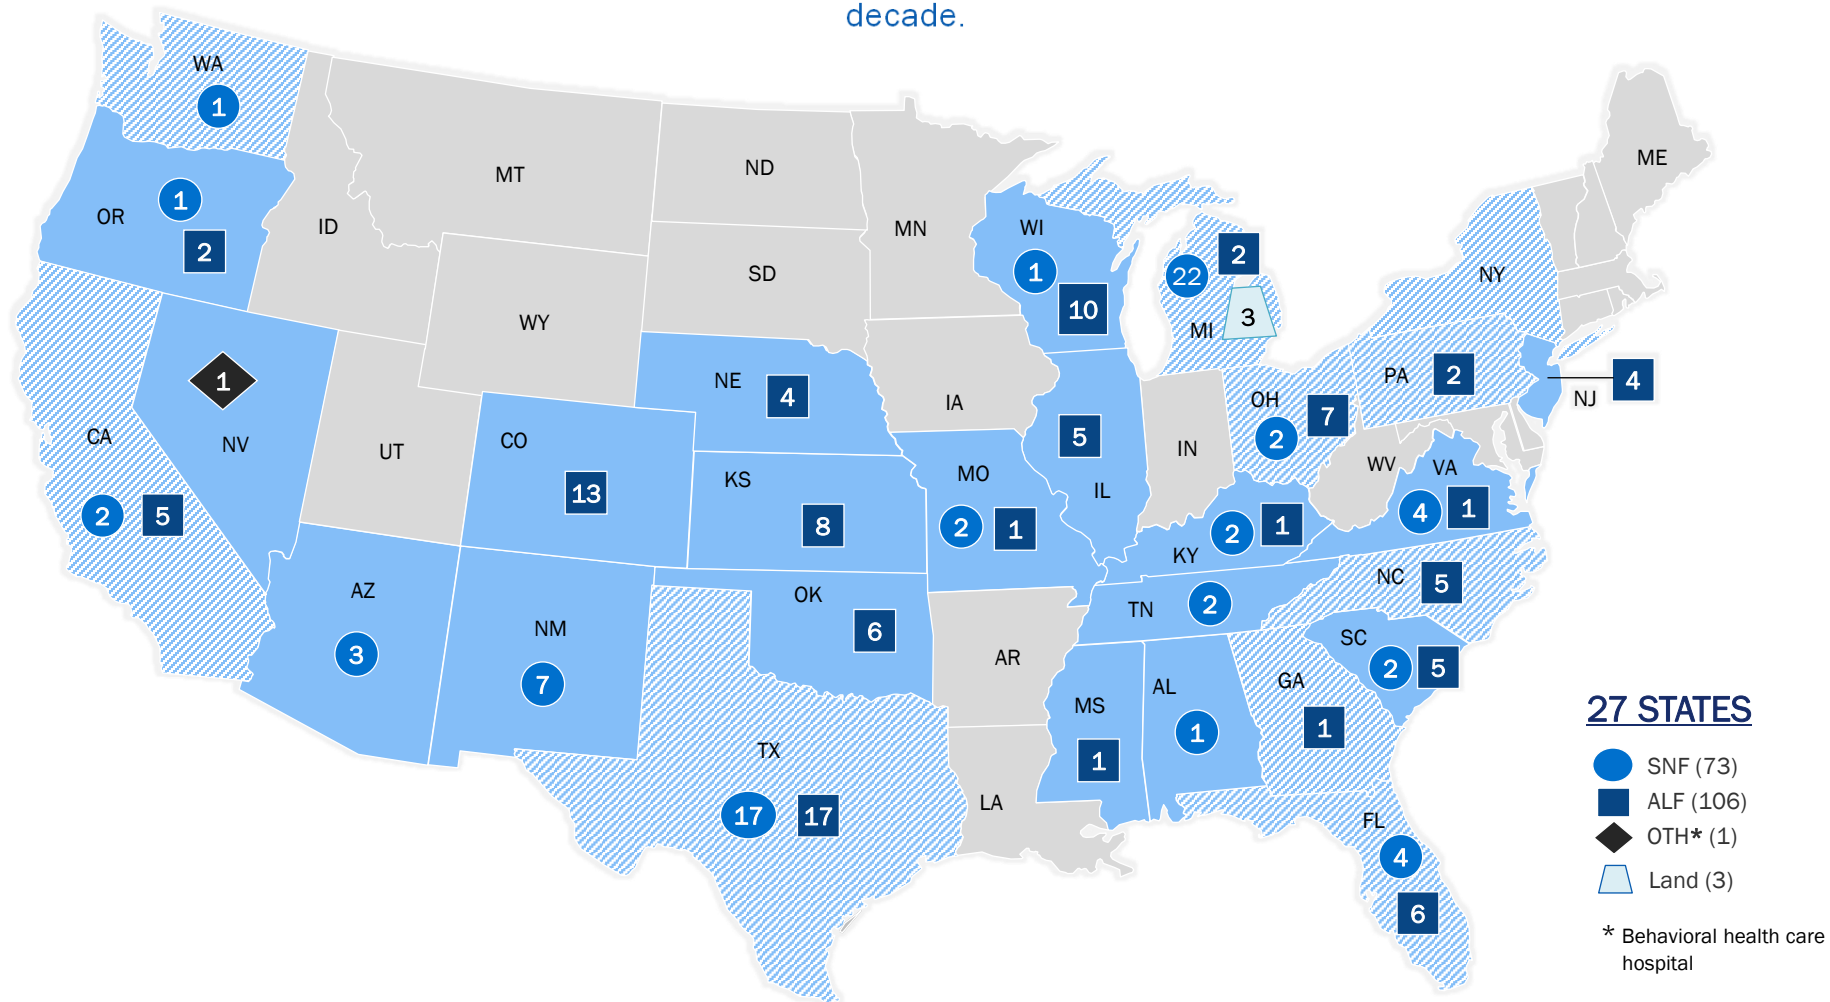 decade.
WA
1
OR
1
2
MT
ID
ND
MN
SD
WY
WI
1
10
22
2
MI
3
ME
NY
NE
4
IA
PA
2
4
NJ
OH
2
7
1
NV
CA
2
5
UT
CO
13
KS
8
MO
2
1
5
IL
IN
WV
VA
4
1
KY
2
1
AZ
3
NM
7
OK
6
AR
TN
2
NC
5
SC
2
5
MS
1
AL
1
GA
1
TX
17
17
LA
FL
4
6
27 STATES
SNF (73)
ALF (106)
OTH* (1)
Land (3)
* Behavioral health care
hospital